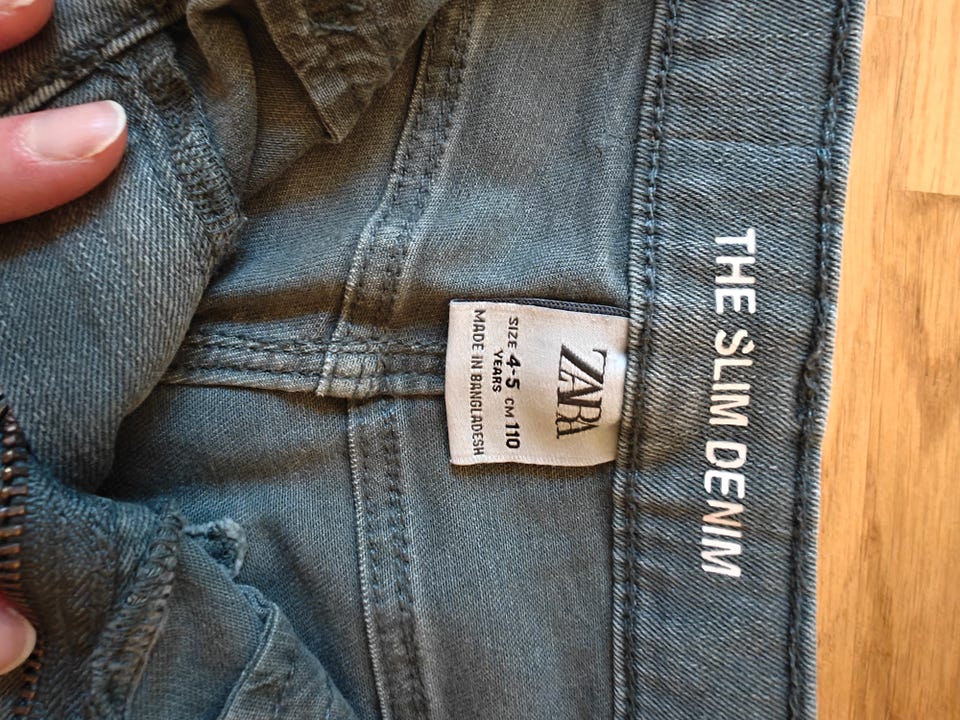 THE SLIM DENIM
ZARA
SIZE 4-5 CM 110
YEARS
MADE IN BANGLADESH